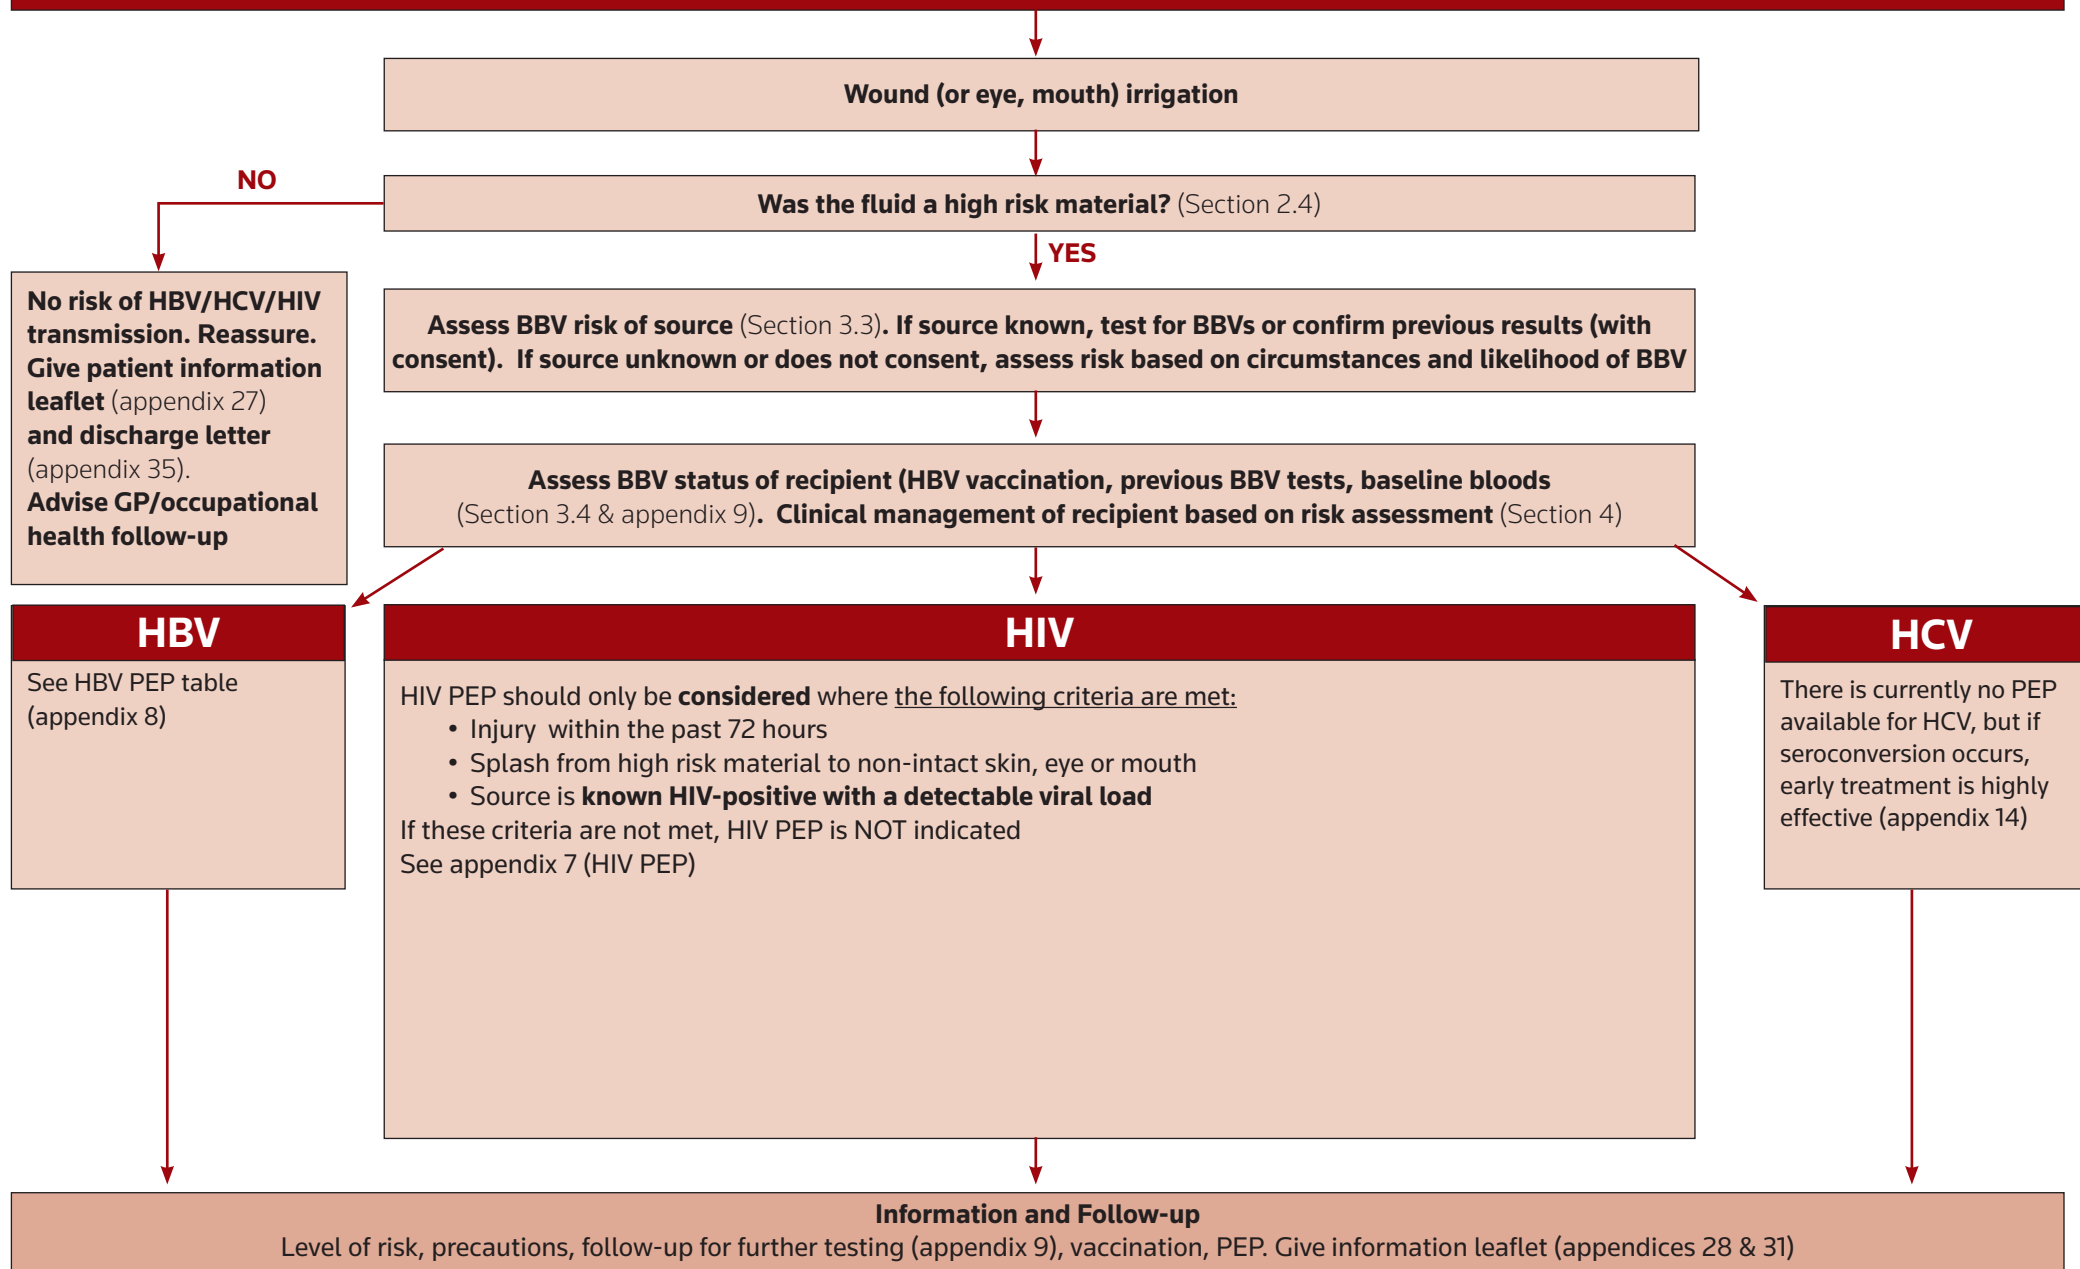 Wound (or eye, mouth) irrigation
NO
Was the fluid a high risk material? (Section 2.4)
YES
No risk of HBV/HCV/HIV
transmission. Reassure.
Give patient information
leaflet (appendix 27)
and discharge letter
(appendix 35).
Advise GP/occupational
health follow-up
Assess BBV risk of source (Section 3.3). If source known, test for BBVs or confirm previous results (with
consent).  If source unknown or does not consent, assess risk based on circumstances and likelihood of BBV
Assess BBV status of recipient (HBV vaccination, previous BBV tests, baseline bloods
(Section 3.4 & appendix 9).  Clinical management of recipient based on risk assessment (Section 4)
HBV
See HBV PEP table
(appendix 8)
HIV
HIV PEP should only be considered where the following criteria are met:
• Injury  within the past 72 hours
• Splash from high risk material to non-intact skin, eye or mouth
• Source is known HIV-positive with a detectable viral load
If these criteria are not met, HIV PEP is NOT indicated
See appendix 7 (HIV PEP)
HCV
There is currently no PEP
available for HCV, but if
seroconversion occurs,
early treatment is highly
effective (appendix 14)
Information and Follow-up
Level of risk, precautions, follow-up for further testing (appendix 9), vaccination, PEP. Give information leaflet (appendices 28 & 31)